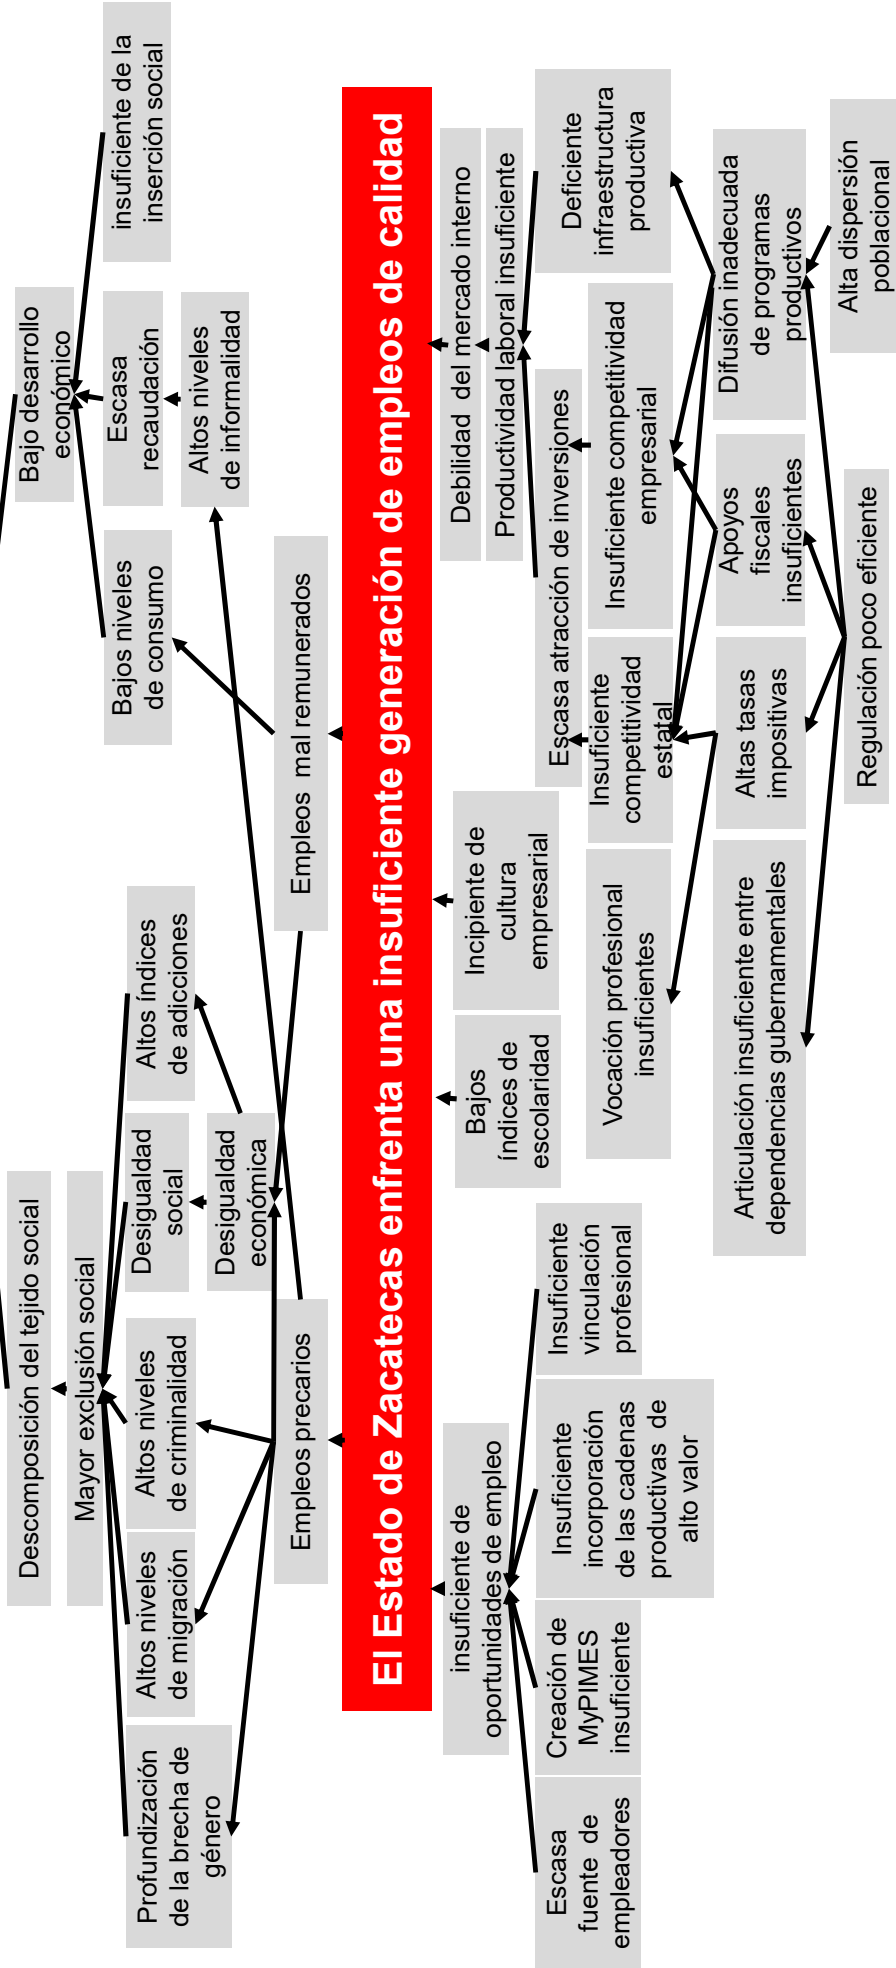 Descomposición del tejido social
Mayor exclusión social
Bajo desarrollo
económico
Profundización
de la brecha de
género
Altos niveles
de migración
Altos niveles
de criminalidad
Desigualdad
social
Altos índices
de adicciones
Bajos niveles
de consumo
Escasa
recaudación
insuficiente de la
inserción social
Desigualdad
económica
Altos niveles
de informalidad
Empleos precarios
Empleos mal remunerados
El Estado de Zacatecas enfrenta una insuficiente generación de empleos de calidad
insuficiente de
oportunidades de empleo
Bajos
índices de
escolaridad
Incipiente de
cultura
empresarial
Debilidad del mercado interno
Productividad laboral insuficiente
Escasa
fuente de
empleadores
Creación de
MyPIMES
insuficiente
Insuficiente
incorporación
de las cadenas
productivas de
alto valor
Insuficiente
vinculación
profesional
Escasa atracción de inversiones
Deficiente
infraestructura
productiva
Vocación profesional
insuficientes
Insuficiente
competitividad
estatal
Insuficiente competitividad
empresarial
Articulación insuficiente entre
dependencias gubernamentales
Altas tasas
impositivas
Apoyos
fiscales
insuficientes
Difusión inadecuada
de programas
productivos
Regulación poco eficiente
Alta dispersión
poblacional